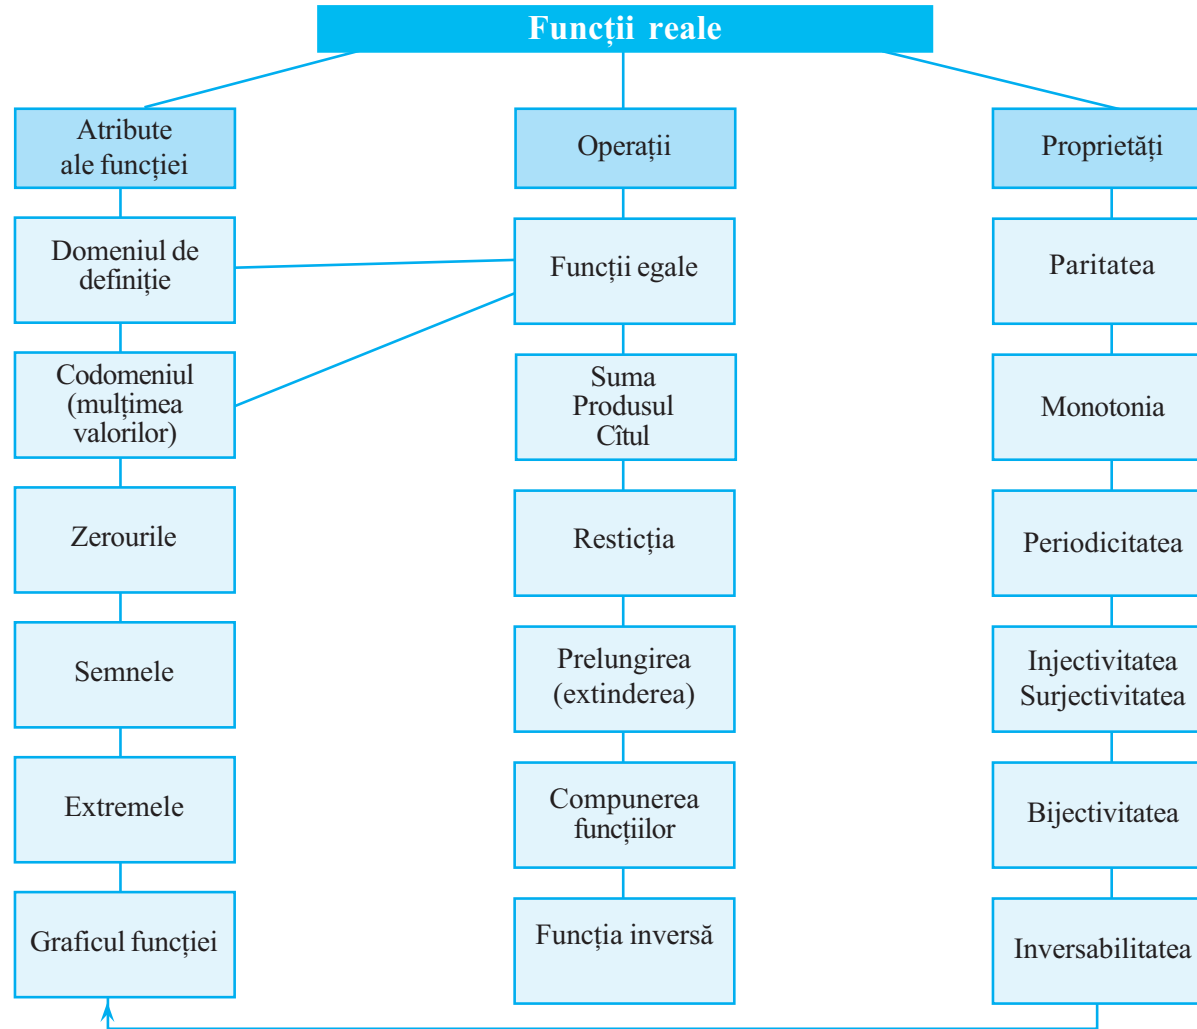 Funcții reale
Atribute
ale funcției
Domeniul de
definiție
Codomeniul
(mulțimea
valorilor)
Zerourile
Semnele
Extremele
Graficul funcției
Operații
Funcții egale
Suma
Produsul
Cîtul
Resticția
Prelungirea
(extinderea)
Compunerea
funcțiilor
Funcția inversă
Proprietăți
Paritatea
Monotonia
Periodicitatea
Injectivitatea
Surjectivitatea
Bijectivitatea
Inversabilitatea